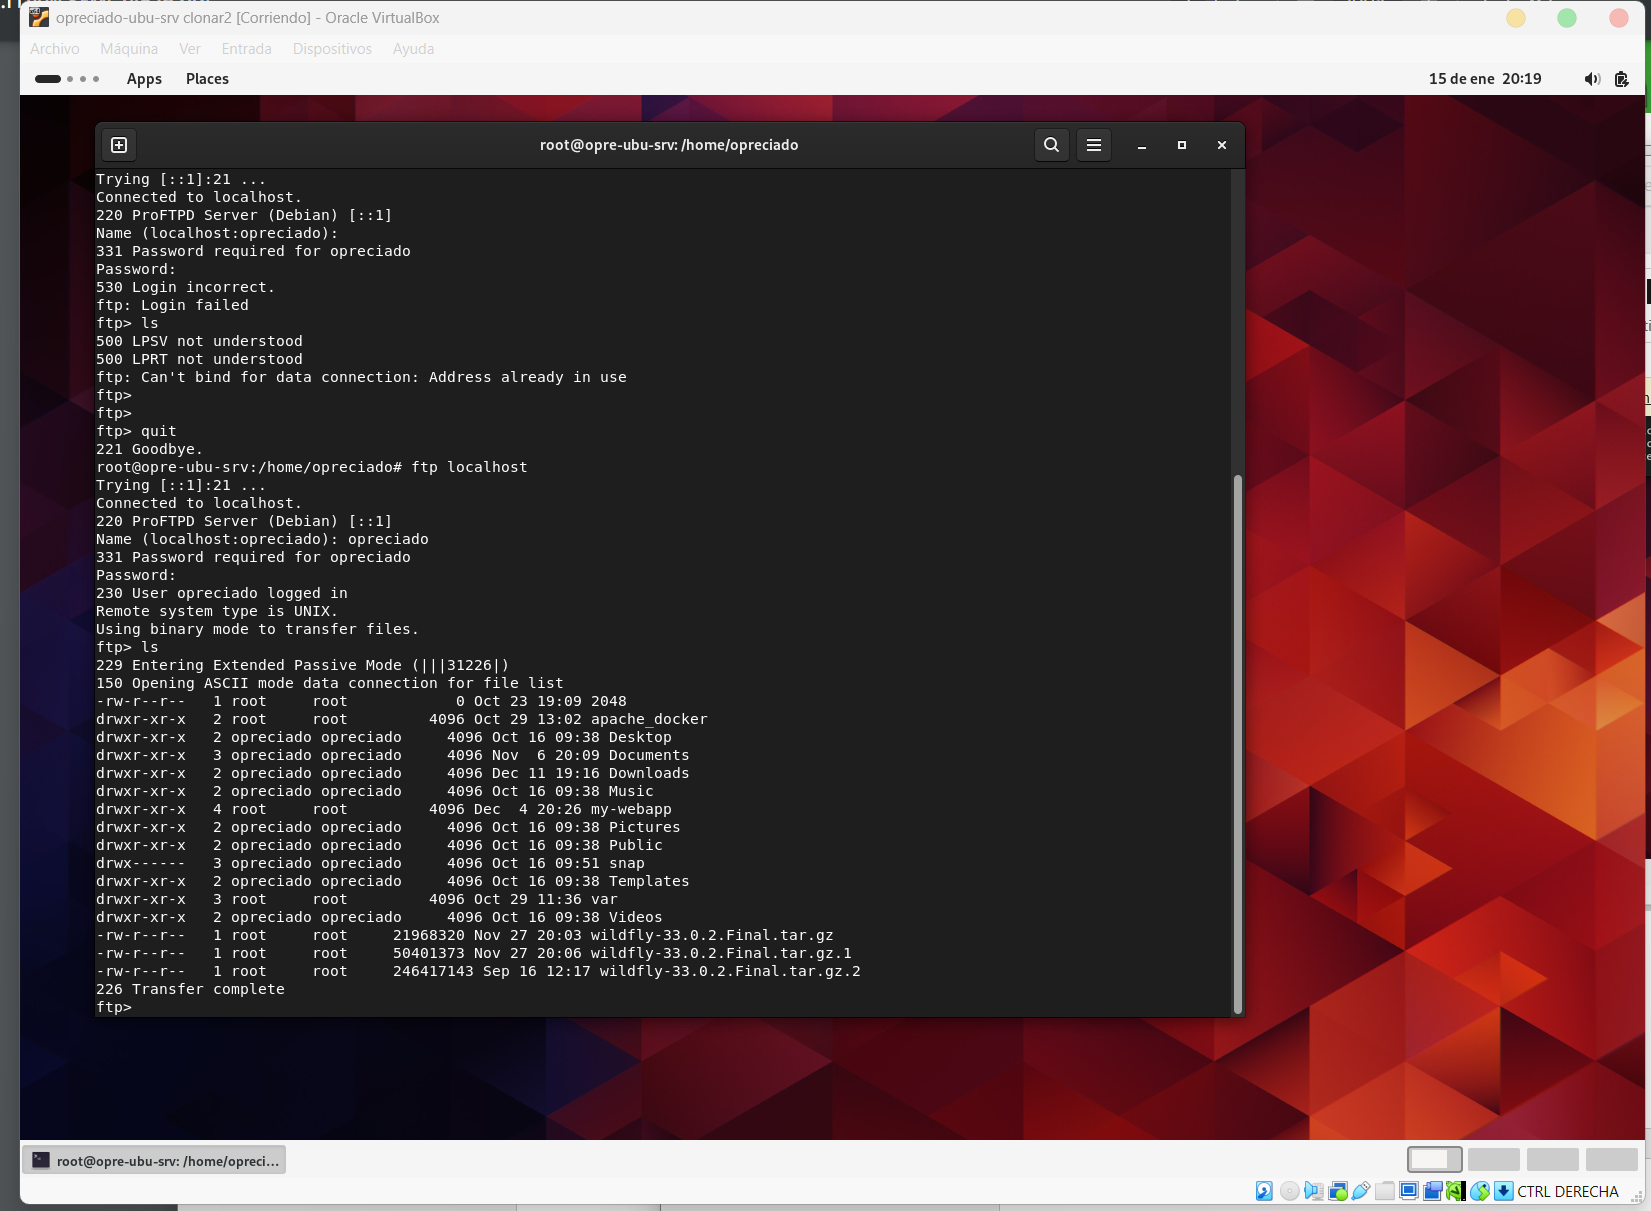 opreciado-ubu-srv clonar2 [Corriendo] - Oracle VirtualBox
Archivo Máquina Ver Entrada Dispositivos Ayuda
Apps Places 15 de ene 20:19
root@opre-ubu-srv: /home/opreciado
Trying [::1]:21 ...
Connected to localhost.
220 ProFTPD Server (Debian) [::1]
Name (localhost:opreciado):
331 Password required for opreciado
Password:
530 Login incorrect.
ftp: Login failed
ftp> ls
500 LPSV not understood
500 LPRT not understood
ftp: Can't bind for data connection: Address already in use
ftp>
ftp>
ftp> quit
221 Goodbye.
root@opre-ubu-srv:/home/opreciado# ftp localhost
Trying [::1]:21 ...
Connected to localhost.
220 ProFTPD Server (Debian) [::1]
Name (localhost:opreciado): opreciado
331 Password required for opreciado
Password:
230 User opreciado logged in
Remote system type is UNIX.
Using binary mode to transfer files.
ftp> ls
229 Entering Extended Passive Mode (|||31226|)
150 Opening ASCII mode data connection for file list
-rw-r--r--   1 root     root            0 Oct 23 19:09 2048
drwxr-xr-x   2 root     root         4096 Oct 29 13:02 apache_docker
drwxr-xr-x   2 opreciado opreciado     4096 Oct 16 09:38 Desktop
drwxr-xr-x   3 opreciado opreciado     4096 Nov  6 20:09 Documents
drwxr-xr-x   2 opreciado opreciado     4096 Dec 11 19:16 Downloads
drwxr-xr-x   2 opreciado opreciado     4096 Oct 16 09:38 Music
drwxr-xr-x   4 root     root         4096 Dec  4 20:26 my-webapp
drwxr-xr-x   2 opreciado opreciado     4096 Oct 16 09:38 Pictures
drwxr-xr-x   2 opreciado opreciado     4096 Oct 16 09:38 Public
drwx------   3 opreciado opreciado     4096 Oct 16 09:51 snap
drwxr-xr-x   2 opreciado opreciado     4096 Oct 16 09:38 Templates
drwxr-xr-x   3 root     root         4096 Oct 29 11:36 var
drwxr-xr-x   2 opreciado opreciado     4096 Oct 16 09:38 Videos
-rw-r--r--   1 root     root     21968320 Nov 27 20:03 wildfly-33.0.2.Final.tar.gz
-rw-r--r--   1 root     root     50401373 Nov 27 20:06 wildfly-33.0.2.Final.tar.gz.1
-rw-r--r--   1 root     root     246417143 Sep 16 12:17 wildfly-33.0.2.Final.tar.gz.2
226 Transfer complete
ftp>
root@opre-ubu-srv: /home/opreci...
CTRL DERECHA